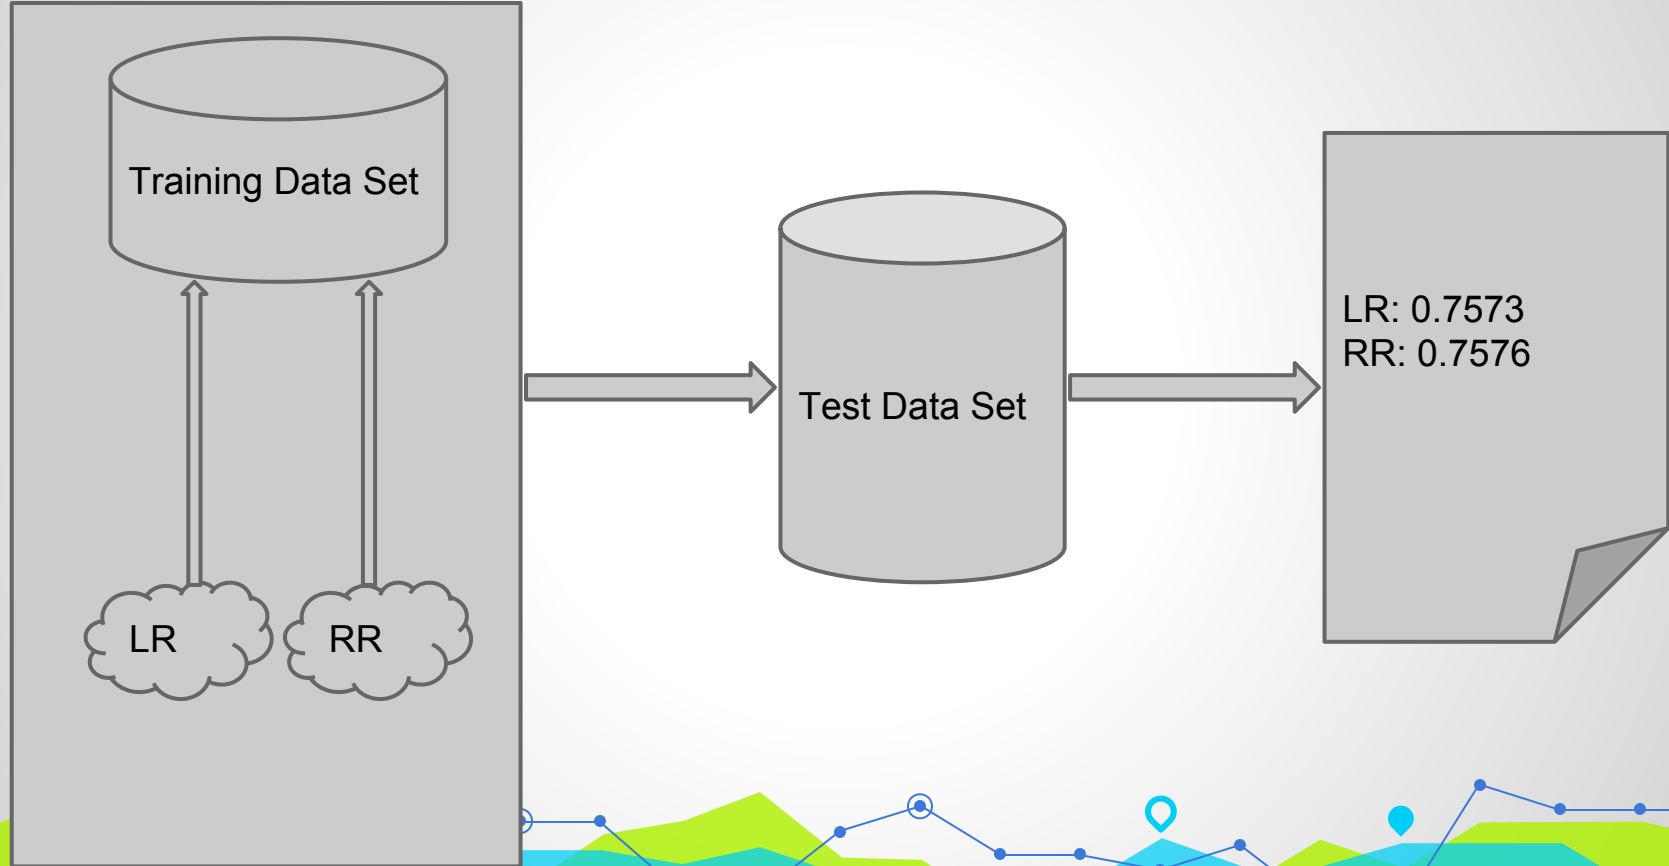 Training Data Set
LR
RR
Test Data Set
LR: 0.7573
RR: 0.7576